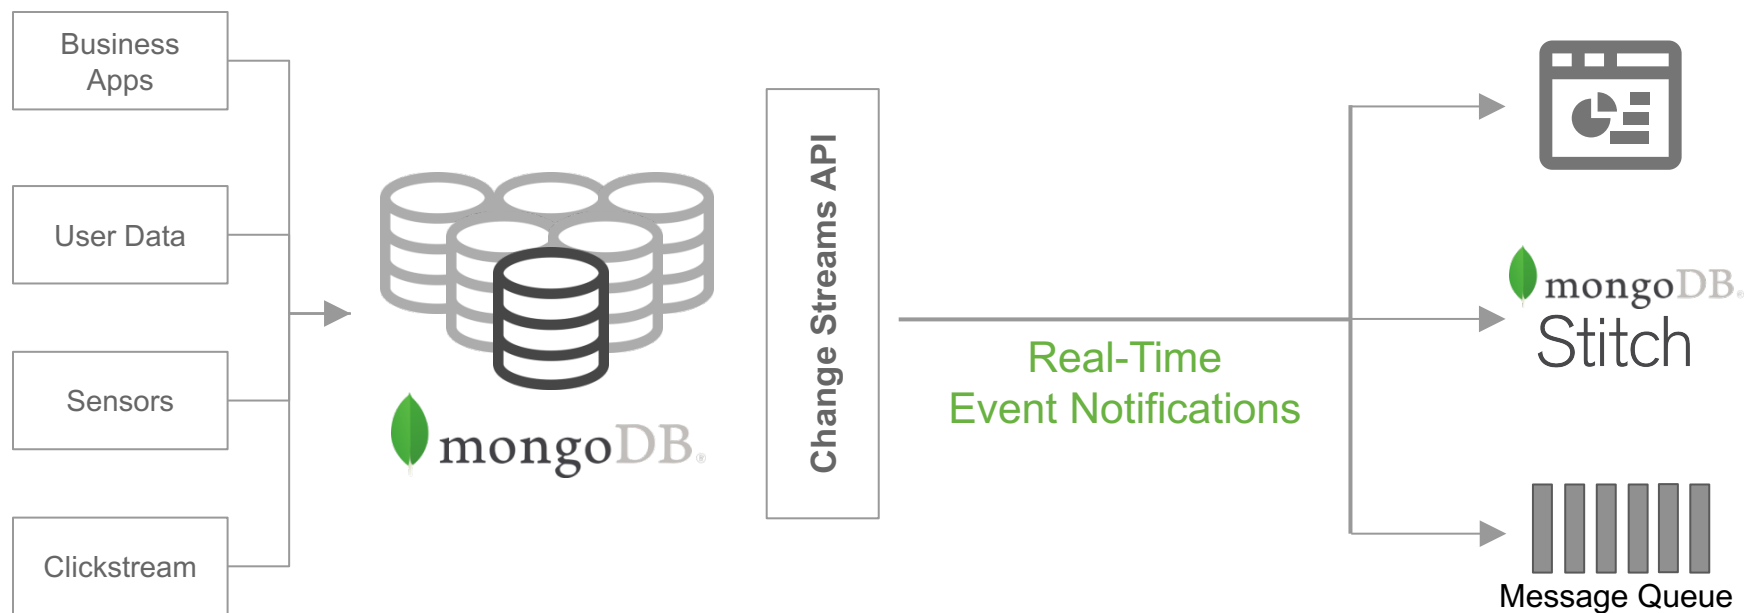 Business
Apps
User Data
Sensors
Clickstream
mongoDB®
Change Streams API
Real-Time
Event Notifications
mongoDB®
Stitch
Message Queue